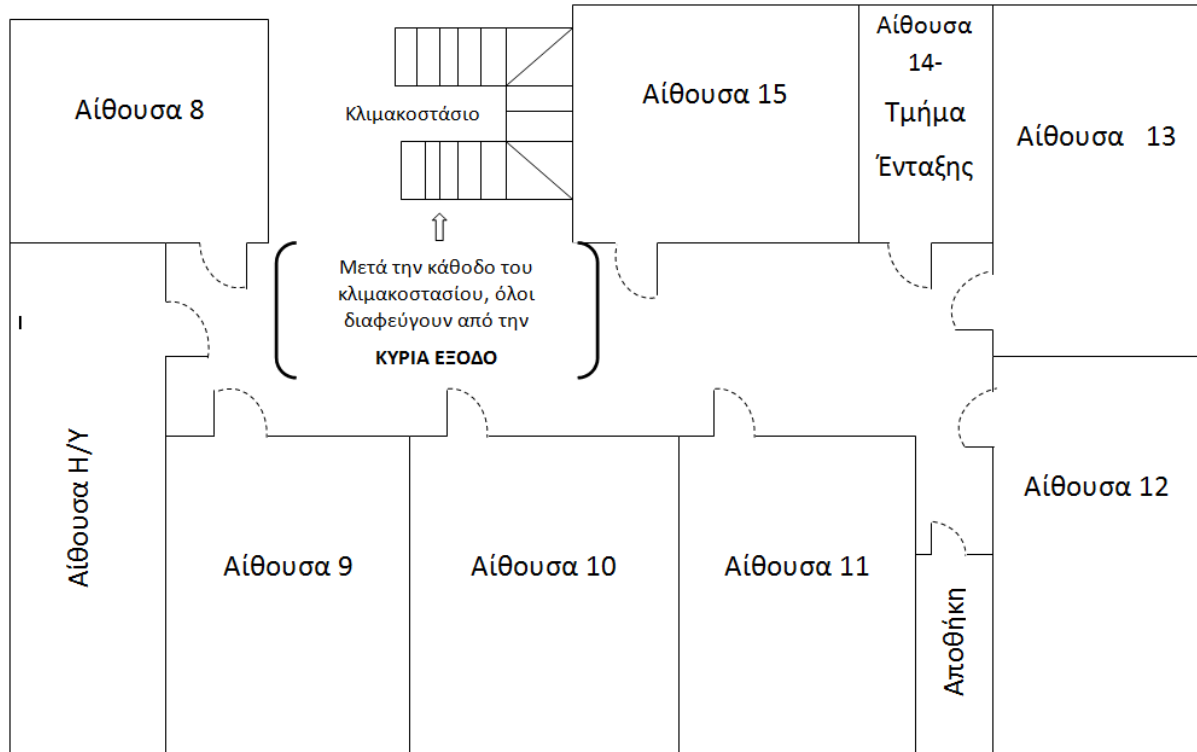 Αίθουσα 8
Κλιμακοστάσιο
Αίθουσα 15
Αίθουσα
14-
Τμήμα
Ένταξης
Αίθουσα 13
Μετά την κάθοδο του
κλιμακοστασίου, όλοι
διαφεύγουν από την
ΚΥΡΙΑ ΕΞΟΔΟ
Ι
Αίθουσα Η/Υ
Αίθουσα 9
Αίθουσα 10
Αίθουσα 11
Αποθήκη
Αίθουσα 12